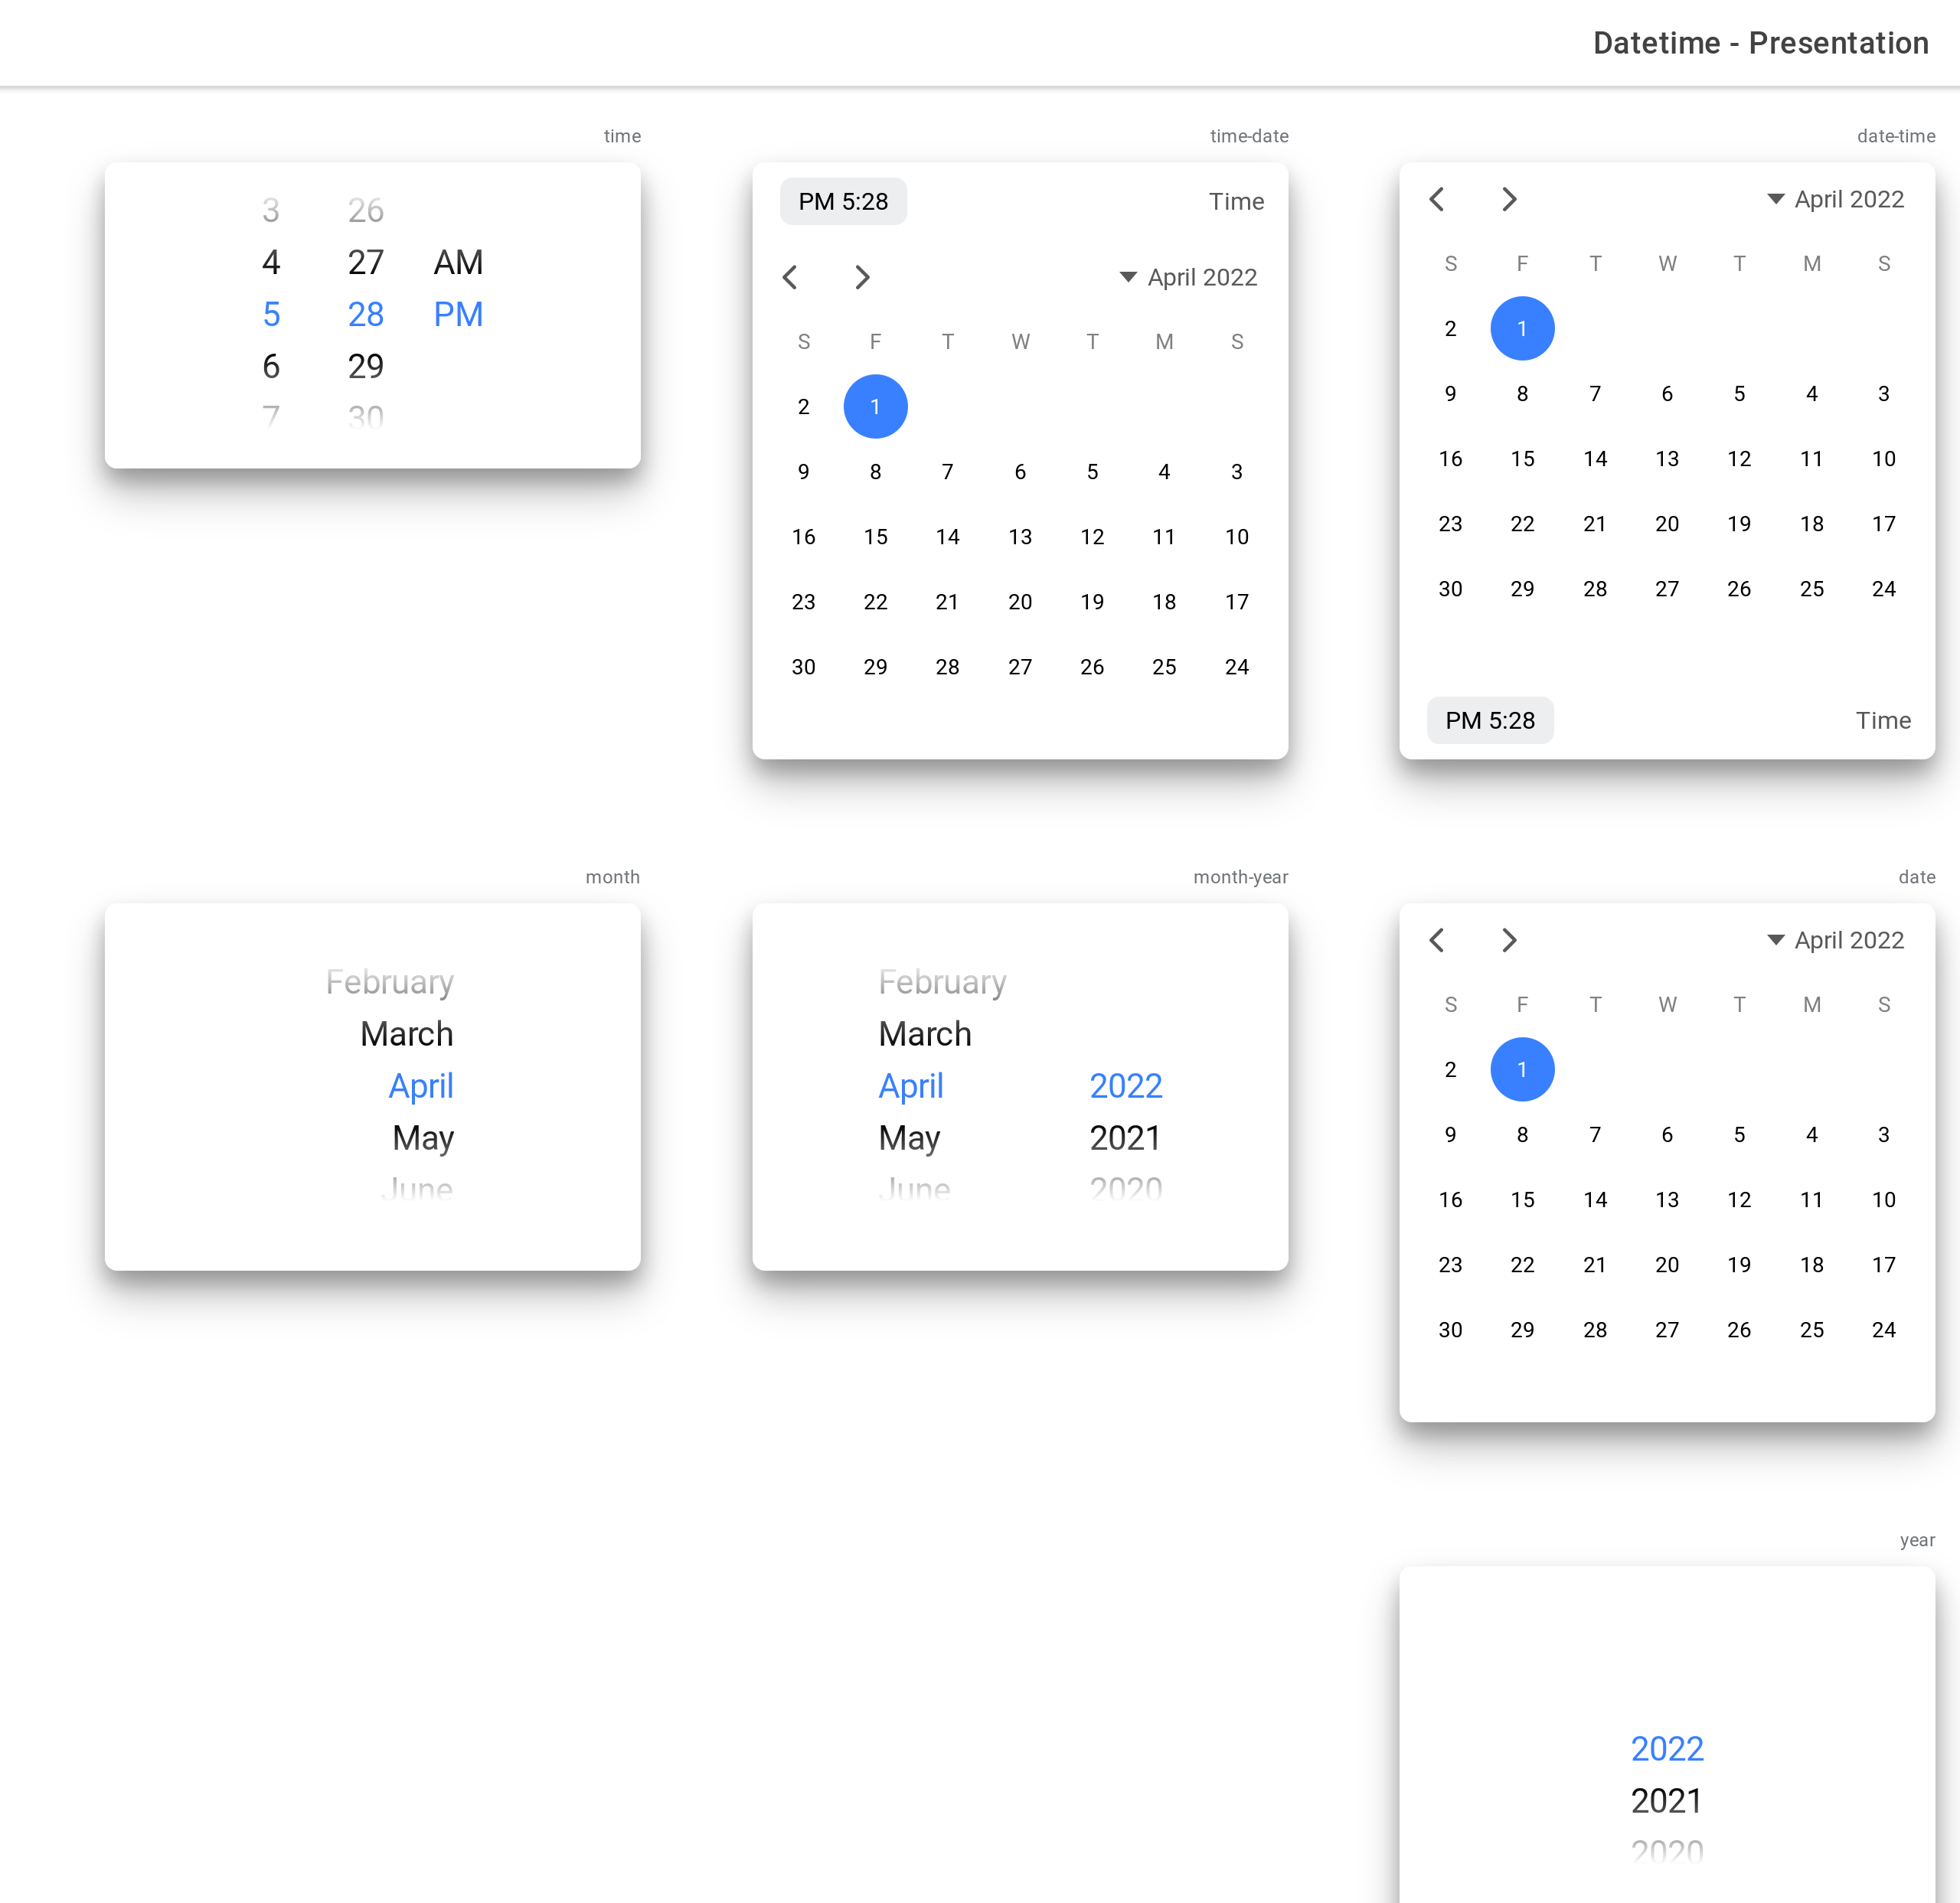 Datetime - Presentation
time
3 26
4 27 AM
5 28 PM
6 29
7 30
time-date
PM 5:28 Time
April 2022
S F T W T M S
2 1
9 8 7 6 5 4 3
16 15 14 13 12 11 10
23 22 21 20 19 18 17
30 29 28 27 26 25 24
date-time
April 2022
S F T W T M S
2 1
9 8 7 6 5 4 3
16 15 14 13 12 11 10
23 22 21 20 19 18 17
30 29 28 27 26 25 24
PM 5:28 Time
month
February
March
April
May
June
month-year
February
March
April 2022
May 2021
June 2020
date
April 2022
S F T W T M S
2 1
9 8 7 6 5 4 3
16 15 14 13 12 11 10
23 22 21 20 19 18 17
30 29 28 27 26 25 24
year
2022
2021
2020